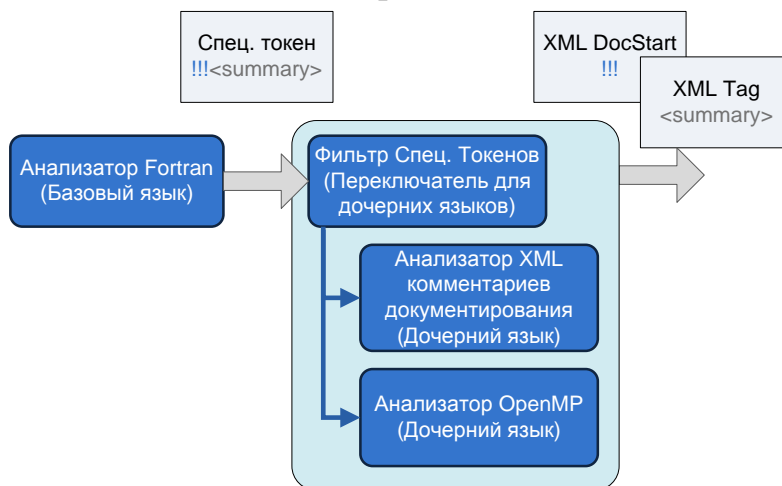 Спец. токен
!!!<summary>
XML DocStart
!!!
XML Tag
<summary>
Анализатор Fortran
(Базовый язык)
Фильтр Спец. Токенов
(Переключатель для
дочерних языков)
Анализатор XML
комментариев
документирования
(Дочерний язык)
Анализатор OpenMP
(Дочерний язык)